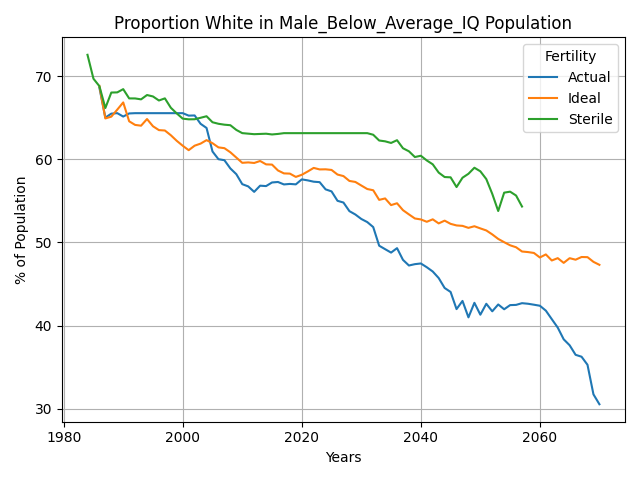 Proportion White in Male_Below_Average_IQ Population
Fertility
Actual
Ideal
Sterile
% of Population
70
60
50
40
30
1980
2000
2020
2040
2060
Years